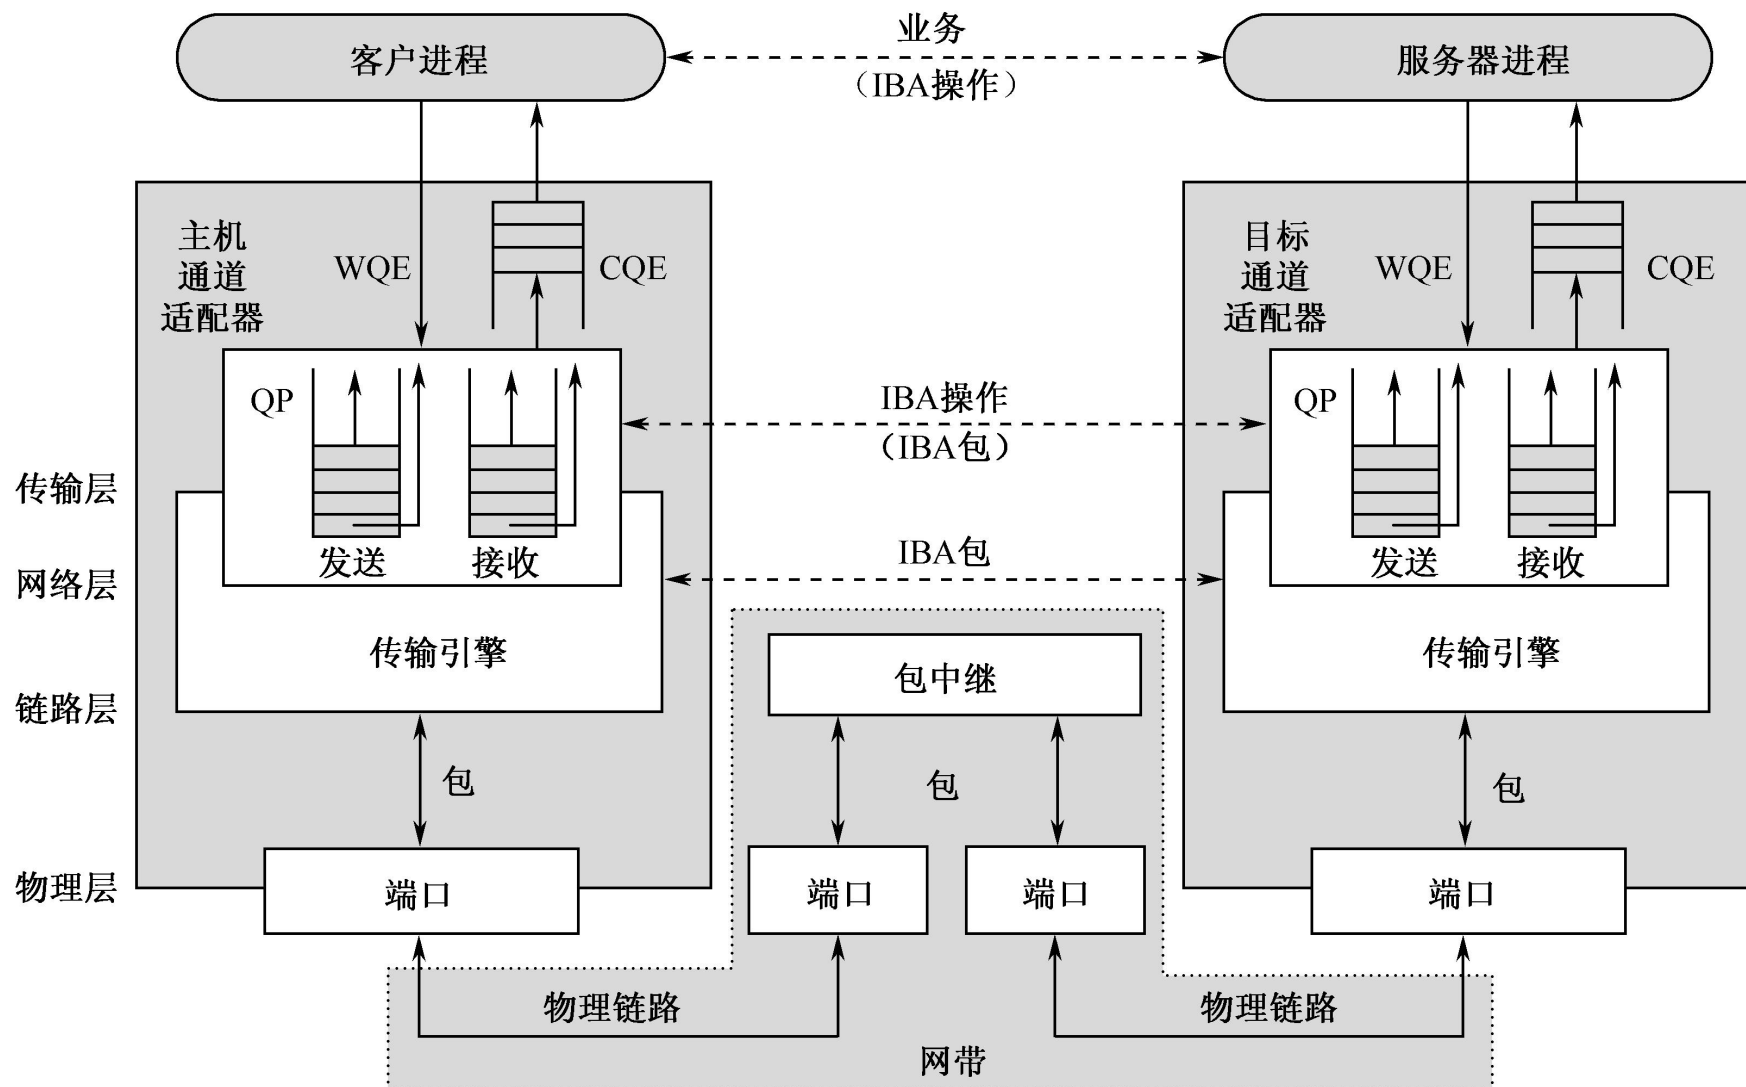 客户进程
业务
（IBA操作）
服务器进程
主机
通道
适配器
WQE
CQE
目标
通道
适配器
WQE
CQE
QP
IBA操作
（IBA包）
QP
传输层
发送
接收
IBA包
发送
接收
网络层
传输引擎
包中继
传输引擎
链路层
包
包
包
物理层
端口
端口
端口
端口
物理链路
物理链路
网带